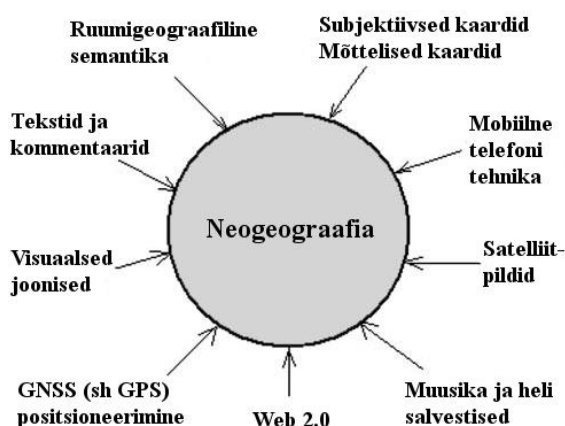 Ruumigeograafiline
semantika
Subjektiivsed kaardid
Mõttelised kaardid
Tekstid ja
kommentaarid
Mobiilne
telefoni
tehnika
Neogeograafia
Visuaalsed
joonised
Satelliit-
pildid
GNSS (sh GPS)
positsioneerimine
Web 2.0
Muusika ja heli
salvestised